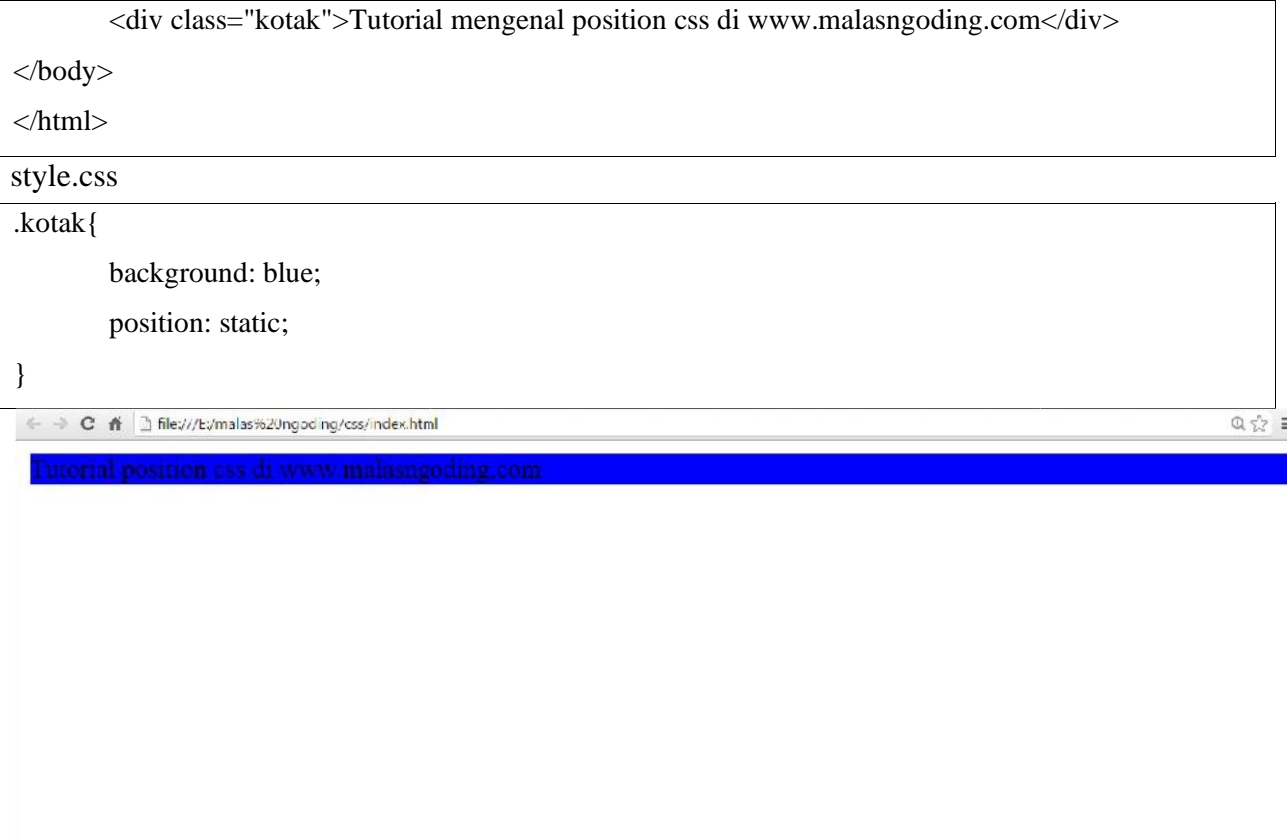 <div class="kotak">Tutorial mengenal position css di www.malasngoding.com</div>
</body>
</html>
style.css
.kotak{
background: blue;
position: static;
}
file:///E:/malas%20ngoding/css/index.html
Tutorial position css di www.malasngoding.com